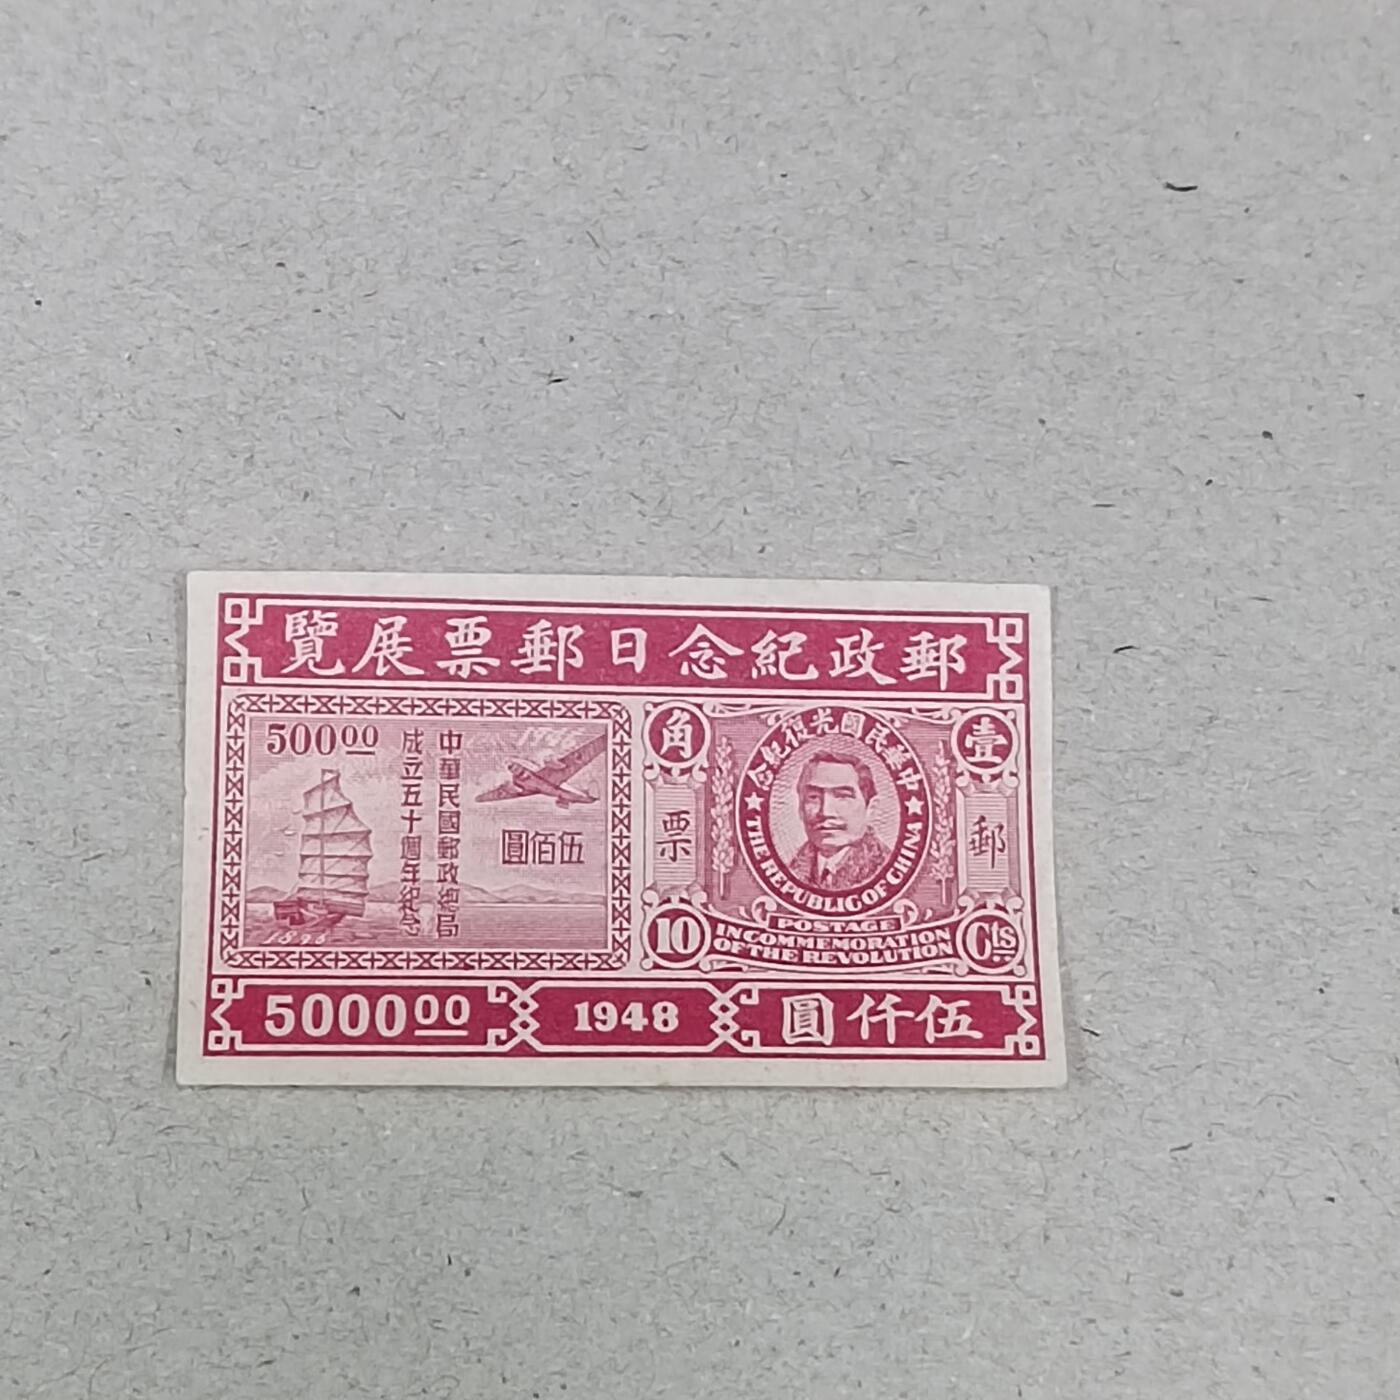 郵政紀念日郵票展覽
500.00
中華民國郵政總局
成立五十週年紀念
伍佰圓
1896
角
壹
中華民國光復紀念
票
郵
THE REPUBLIC OF CHINA
POSTAGE
10
IN COMMEMORATION
OF THE REVOLUTION
Cts
5000.00
1948
伍仟圓